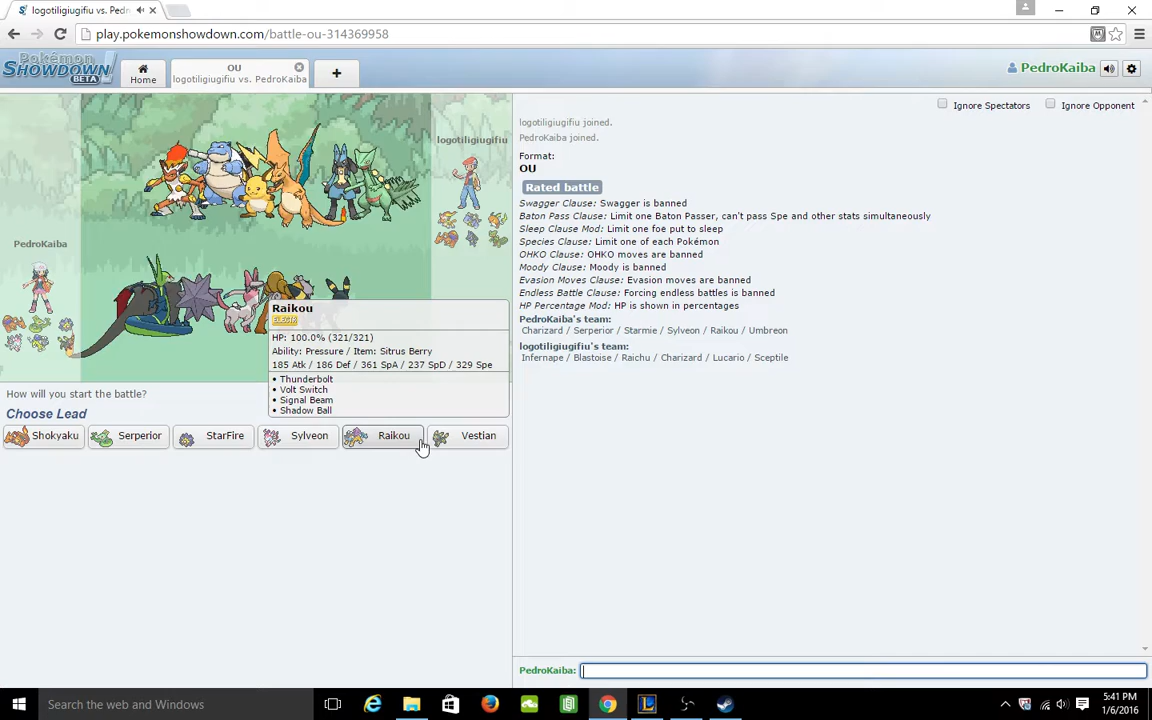 logotiligiugifiu vs. Pedr
play.pokemonshowdown.com/battle-ou-314369958
Pokémon
SHOWDOWN
BETA
Home
OU
logotiligiugifiu vs. PedroKaiba
+
PedroKaiba
logotiligiugifiu
PedroKaiba
Raikou
ELECTR
HP: 100.0% (321/321)
Ability: Pressure / Item: Sitrus Berry
185 Atk / 186 Def / 361 SpA / 237 SpD / 329 Spe
• Thunderbolt
• Volt Switch
• Signal Beam
• Shadow Ball
How will you start the battle?
Choose Lead
Shokyaku
Serperior
StarFire
Sylveon
Raikou
Vestian
Ignore Spectators
Ignore Opponent
logotiligiugifiu joined.
PedroKaiba joined.
Format:
OU
Rated battle
Swagger Clause: Swagger is banned
Baton Pass Clause: Limit one Baton Passer, can't pass Spe and other stats simultaneously
Sleep Clause Mod: Limit one foe put to sleep
Species Clause: Limit one of each Pokémon
OHKO Clause: OHKO moves are banned
Moody Clause: Moody is banned
Evasion Moves Clause: Evasion moves are banned
Endless Battle Clause: Forcing endless battles is banned
HP Percentage Mod: HP is shown in percentages
PedroKaiba's team:
Charizard / Serperior / Starmie / Sylveon / Raikou / Umbreon
logotiligiugifiu's team:
Infernape / Blastoise / Raichu / Charizard / Lucario / Sceptile
PedroKaiba:
Search the web and Windows
5:41 PM
1/6/2016